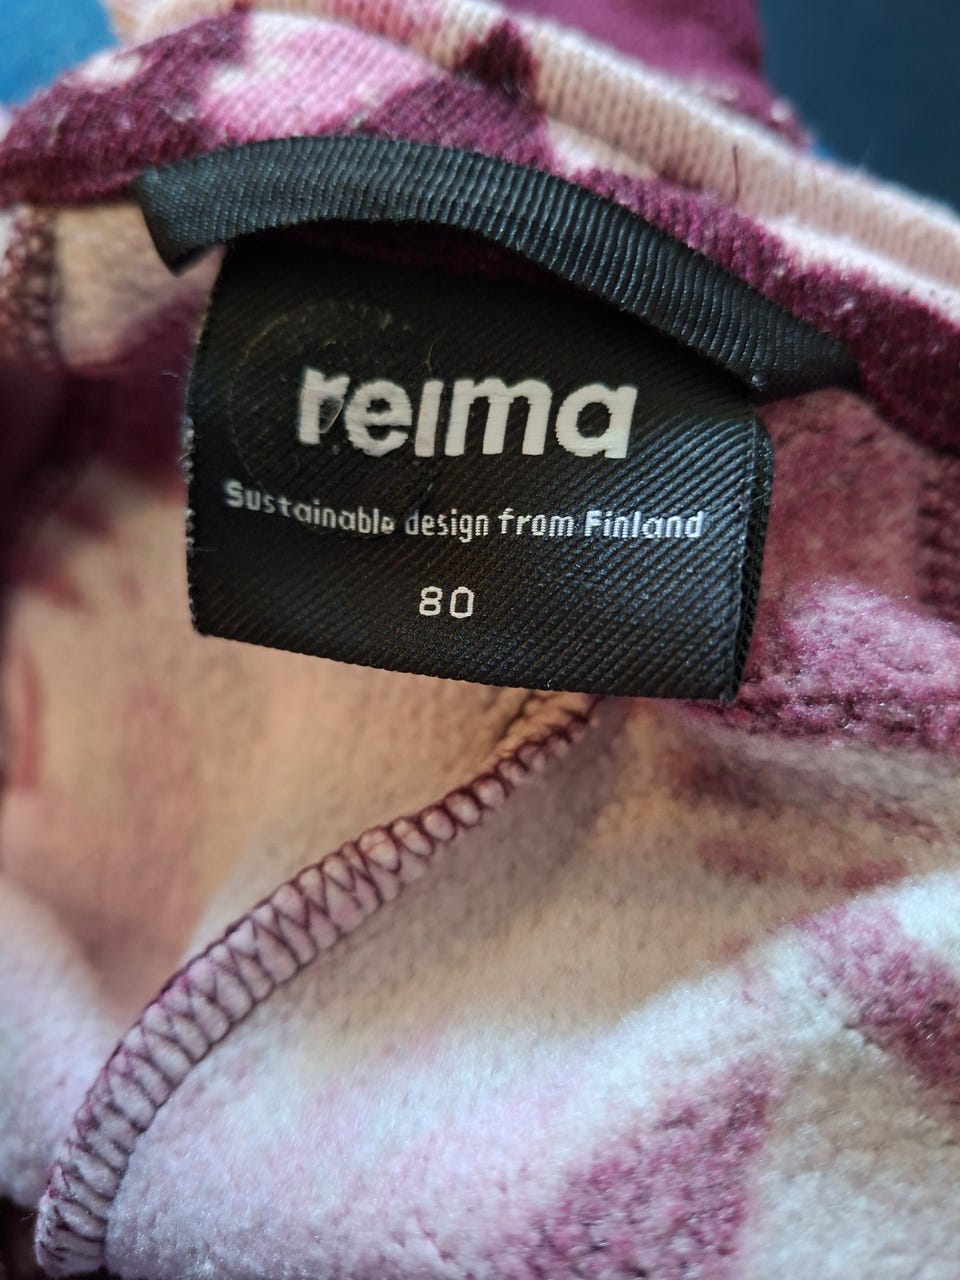 reima
Sustainable design from Finland
80